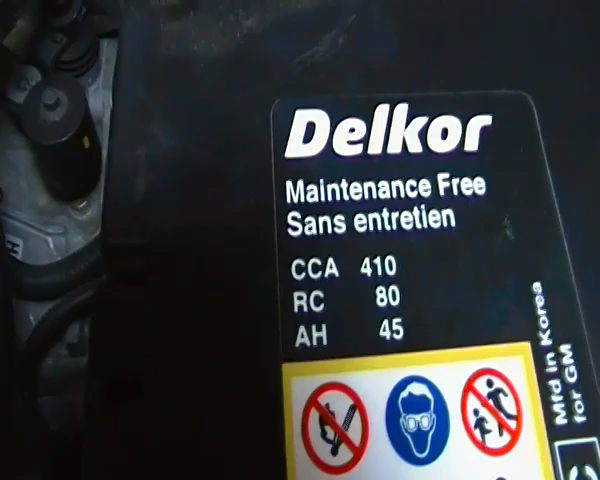 Delkor
Maintenance Free
Sans entretien
CCA 410
RC 80
AH 45
Mfd in Korea
for GM